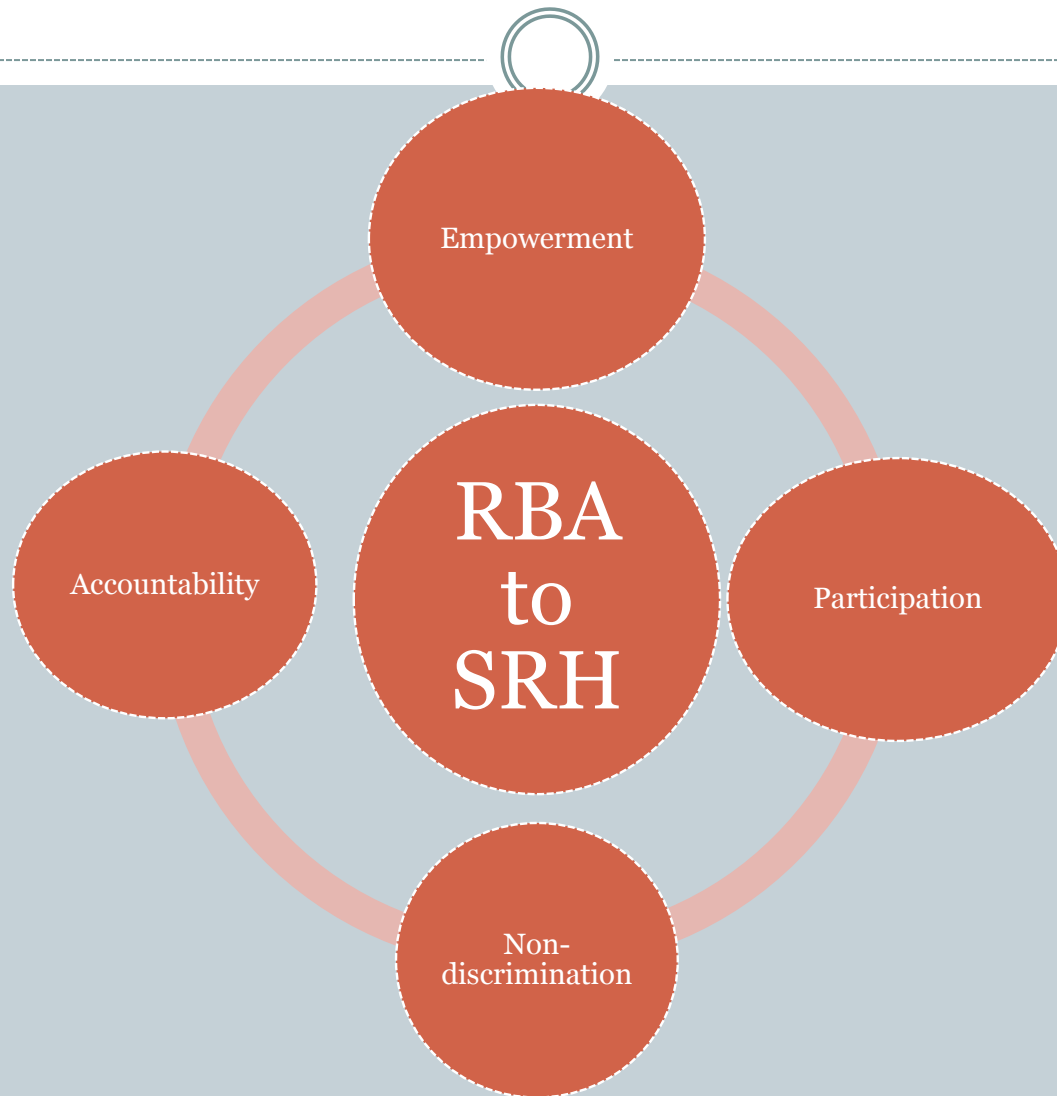 Empowerment
RBA
to
SRH
Accountability
Participation
Non-
discrimination